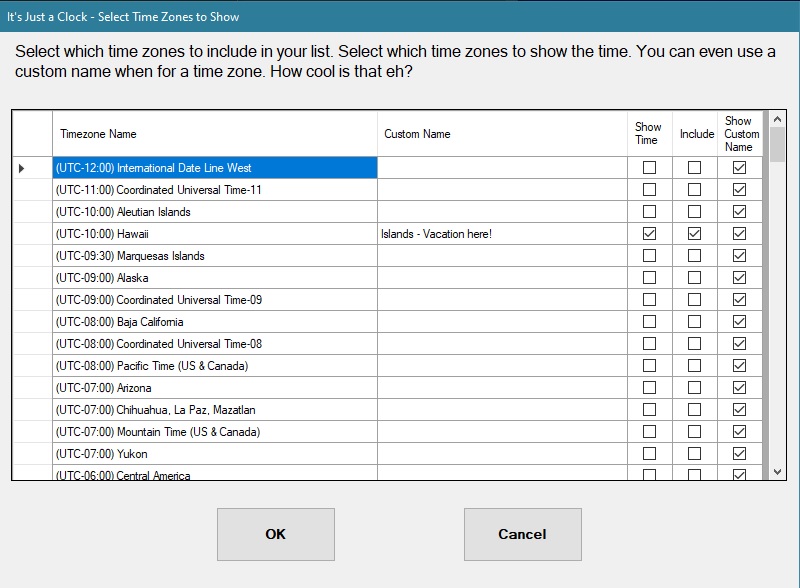 It's Just a Clock - Select Time Zones to Show
Select which time zones to include in your list. Select which time zones to show the time. You can even use a
custom name when for a time zone. How cool is that eh?
Timezone Name Custom Name Show Time Include Show Custom Name
(UTC-12:00) International Date Line West
(UTC-11:00) Coordinated Universal Time-11
(UTC-10:00) Aleutian Islands
(UTC-10:00) Hawaii Islands - Vacation here!
(UTC-09:30) Marquesas Islands
(UTC-09:00) Alaska
(UTC-09:00) Coordinated Universal Time-09
(UTC-08:00) Baja California
(UTC-08:00) Coordinated Universal Time-08
(UTC-08:00) Pacific Time (US & Canada)
(UTC-07:00) Arizona
(UTC-07:00) Chihuahua, La Paz, Mazatlan
(UTC-07:00) Mountain Time (US & Canada)
(UTC-07:00) Yukon
(UTC-06:00) Central America
OK Cancel